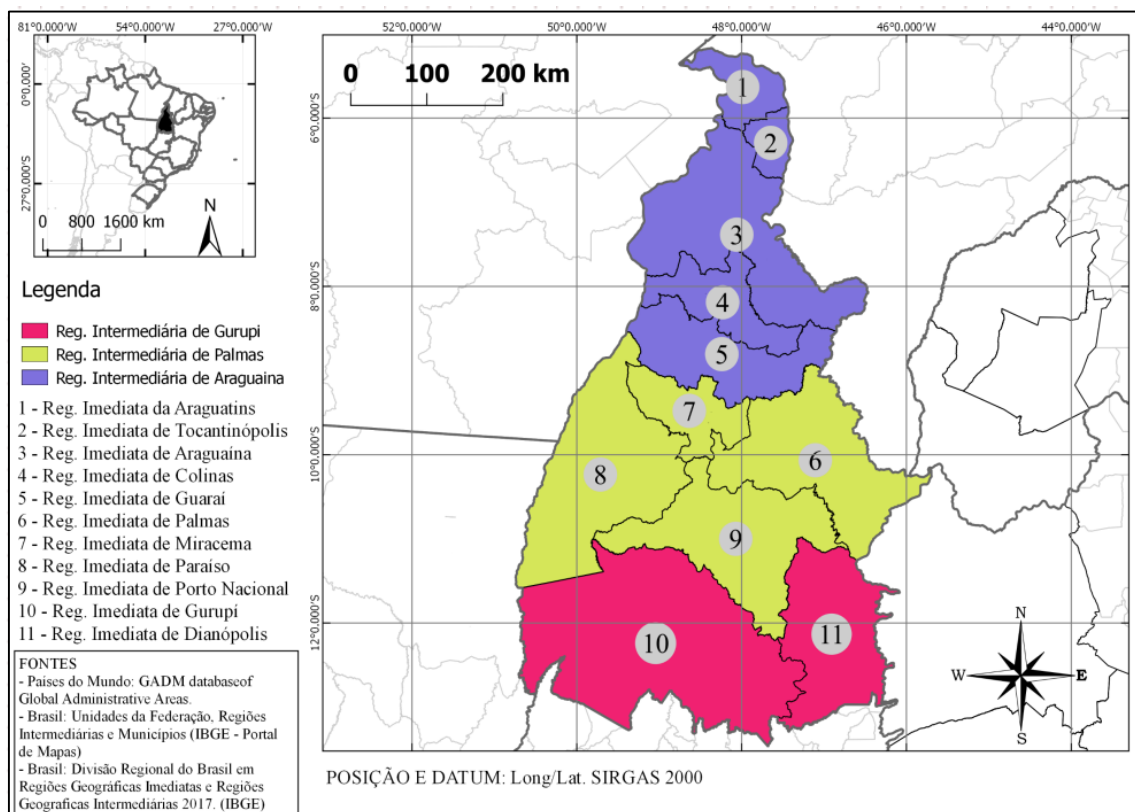 81°0.000'W 54°0.000'W 27°0.000'W
0°0.000'
27°0.000'S
N
0 800 1600 km
Legenda
Reg. Intermediária de Gurupi
Reg. Intermediária de Palmas
Reg. Intermediária de Araguaina
1 - Reg. Imediata da Araguatins
2 - Reg. Imediata de Tocantinópolis
3 - Reg. Imediata de Araguaína
4 - Reg. Imediata de Colinas
5 - Reg. Imediata de Guaraí
6 - Reg. Imediata de Palmas
7 - Reg. Imediata de Miracema
8 - Reg. Imediata de Paraíso
9 - Reg. Imediata de Porto Nacional
10 - Reg. Imediata de Gurupí
11 - Reg. Imediata de Dianópolis
FONTES
- Países do Mundo: GADM databaseof
Global Administrative Areas.
- Brasil: Unidades da Federação, Regiões
Intermediárias e Municípios (IBGE - Portal
de Mapas)
- Brasil: Divisão Regional do Brasil em
Regiões Geográficas Imediatas e Regiões
Geograficas Intermediárias 2017. (IBGE)
52°0.000'W 50°0.000'W 48°0.000'W 46°0.000'W 44°0.000'W
0 100 200 km
6°0.000'S
8°0.000'S
10°0.000'S
12°0.000'S
1
2
3
4
5
7
6
8
9
10
11
N
W E
S
POSIÇÃO E DATUM: Long/Lat. SIRGAS 2000